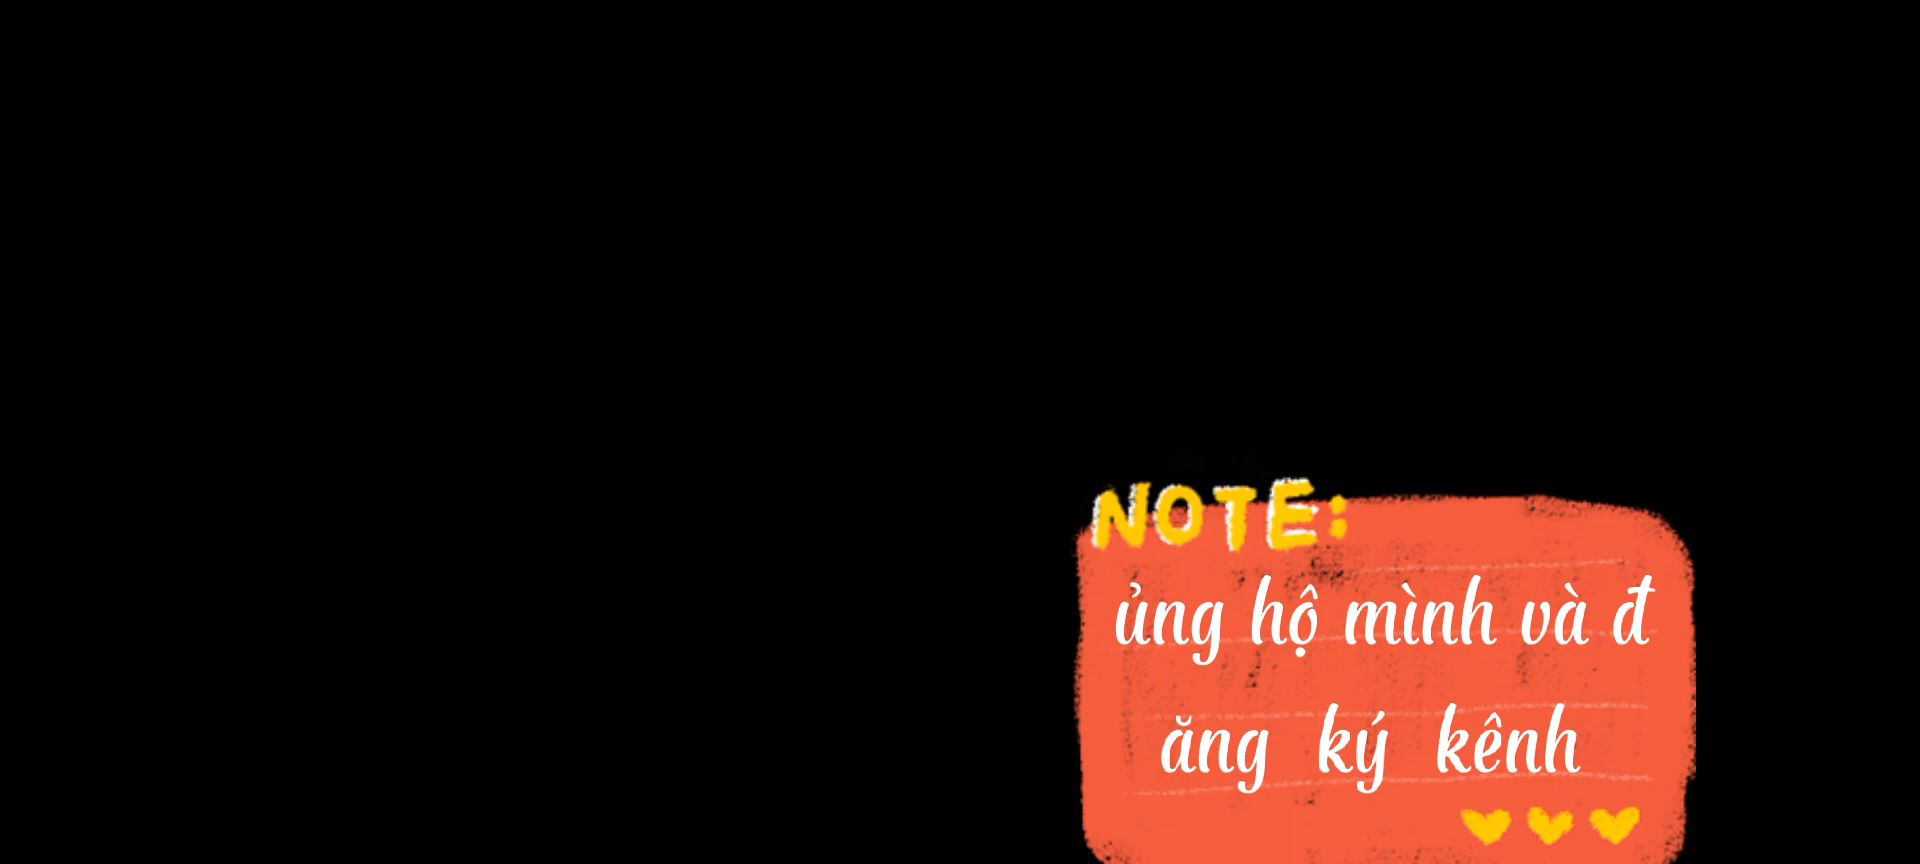 NOTE:
ủng hộ mình và đ
ăng ký kênh